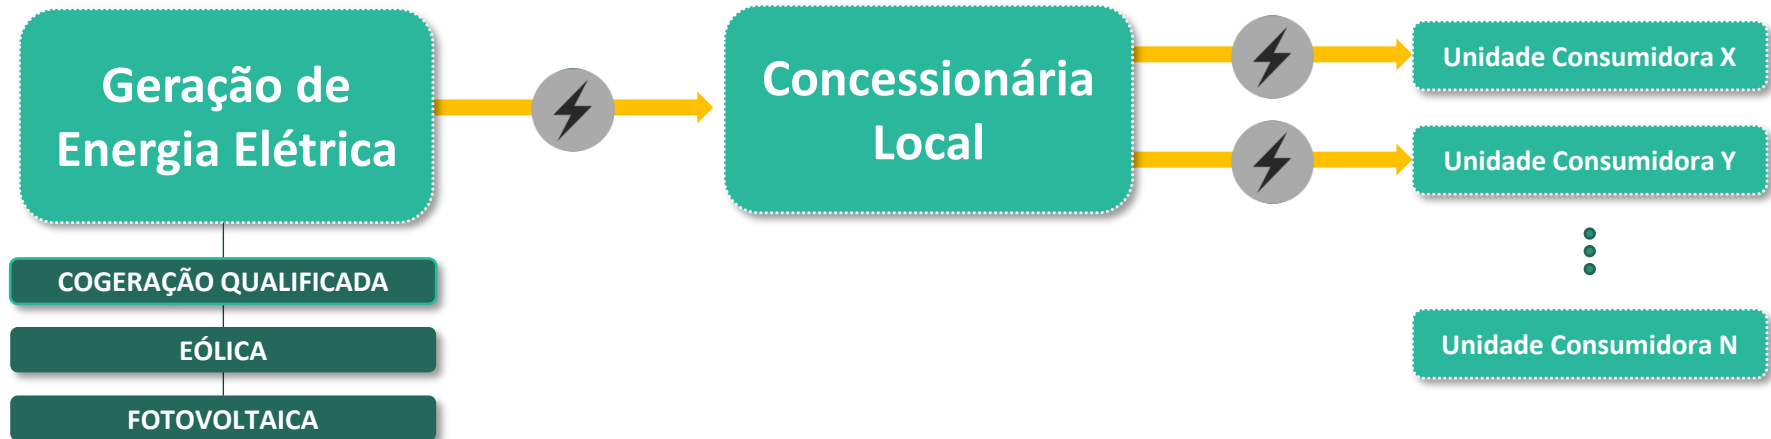 Geração de
Energia Elétrica
COGERAÇÃO QUALIFICADA
EÓLICA
FOTOVOLTAICA
Concessionária
Local
Unidade Consumidora X
Unidade Consumidora Y
Unidade Consumidora N